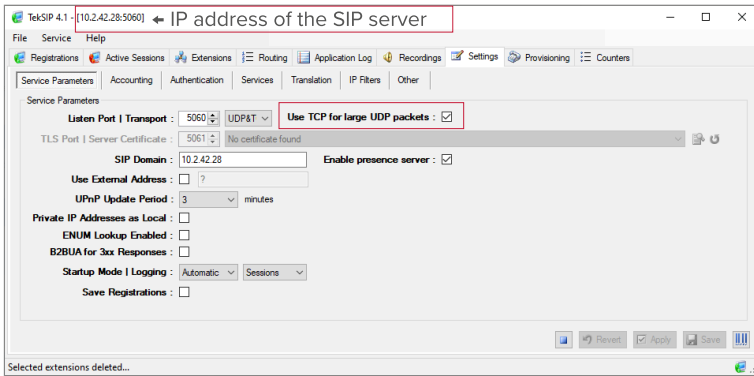 TekSIP 4.1 - [10.2.42.28:5060] IP address of the SIP server
File Service Help
Registrations Active Sessions Extensions Routing Application Log Recordings Settings Provisioning Counters
Service Parameters Accounting Authentication Services Translation IP Filters Other
Service Parameters
Listen Port | Transport : 5060 UDP&T Use TCP for large UDP packets :
TLS Port | Server Certificate : 5061 No certificate found
SIP Domain : 10.2.42.28 Enable presence server :
Use External Address : ?
UPnP Update Period : 3 minutes
Private IP Addresses as Local :
ENUM Lookup Enabled :
B2BUA for 3xx Responses :
Startup Mode | Logging : Automatic Sessions
Save Registrations :
Revert Apply Save
Selected extensions deleted...